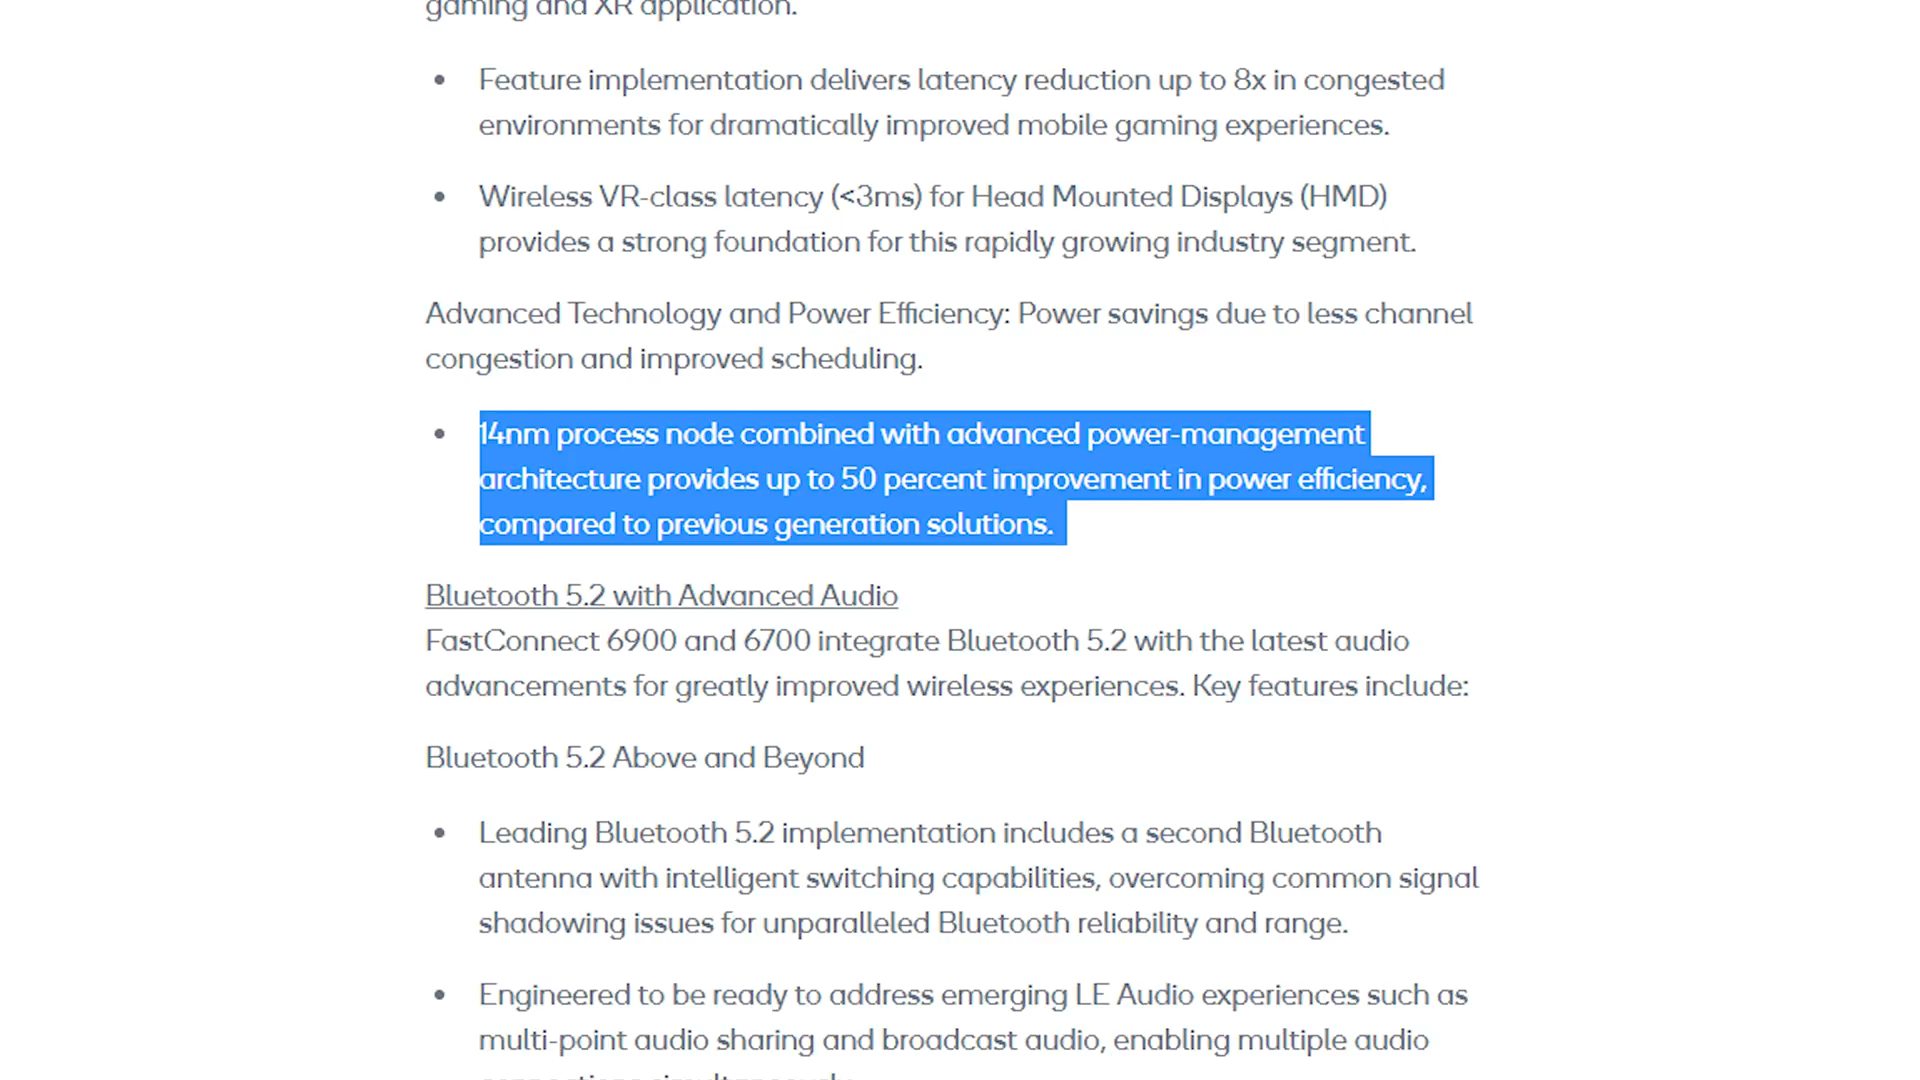 gaming and XR application.
• Feature implementation delivers latency reduction up to 8x in congested
environments for dramatically improved mobile gaming experiences.
• Wireless VR-class latency (<3ms) for Head Mounted Displays (HMD)
provides a strong foundation for this rapidly growing industry segment.
Advanced Technology and Power Efficiency: Power savings due to less channel
congestion and improved scheduling.
• 14nm process node combined with advanced power-management
architecture provides up to 50 percent improvement in power efficiency,
compared to previous generation solutions.
Bluetooth 5.2 with Advanced Audio
FastConnect 6900 and 6700 integrate Bluetooth 5.2 with the latest audio
advancements for greatly improved wireless experiences. Key features include:
Bluetooth 5.2 Above and Beyond
• Leading Bluetooth 5.2 implementation includes a second Bluetooth
antenna with intelligent switching capabilities, overcoming common signal
shadowing issues for unparalleled Bluetooth reliability and range.
• Engineered to be ready to address emerging LE Audio experiences such as
multi-point audio sharing and broadcast audio, enabling multiple audio